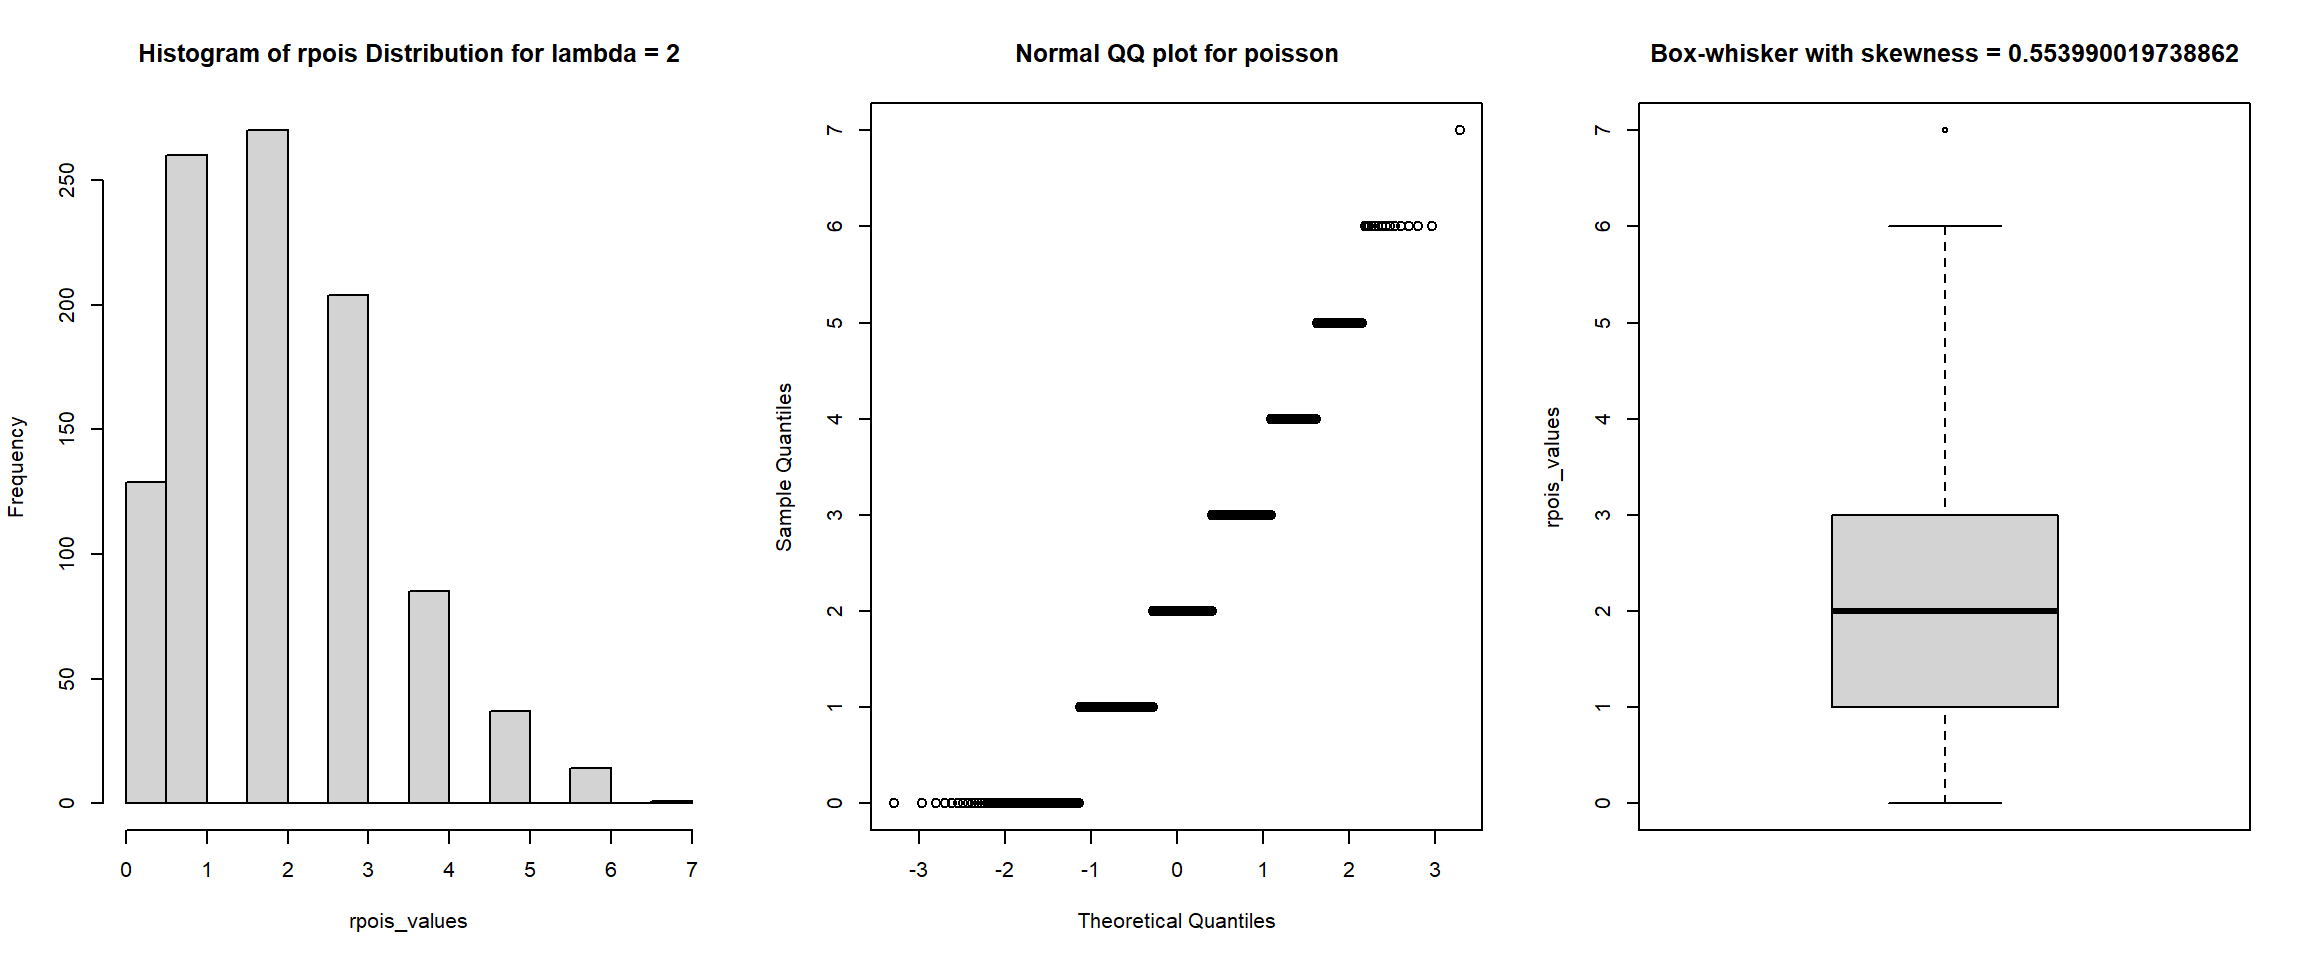 Histogram of rpois Distribution for lambda = 2
Frequency
0 50 100 150 200 250
0 1 2 3 4 5 6 7
rpois_values
Normal QQ plot for poisson
Sample Quantiles
0 1 2 3 4 5 6 7
-3 -2 -1 0 1 2 3
Theoretical Quantiles
Box-whisker with skewness = 0.553990019738862
rpois_values
0 1 2 3 4 5 6 7